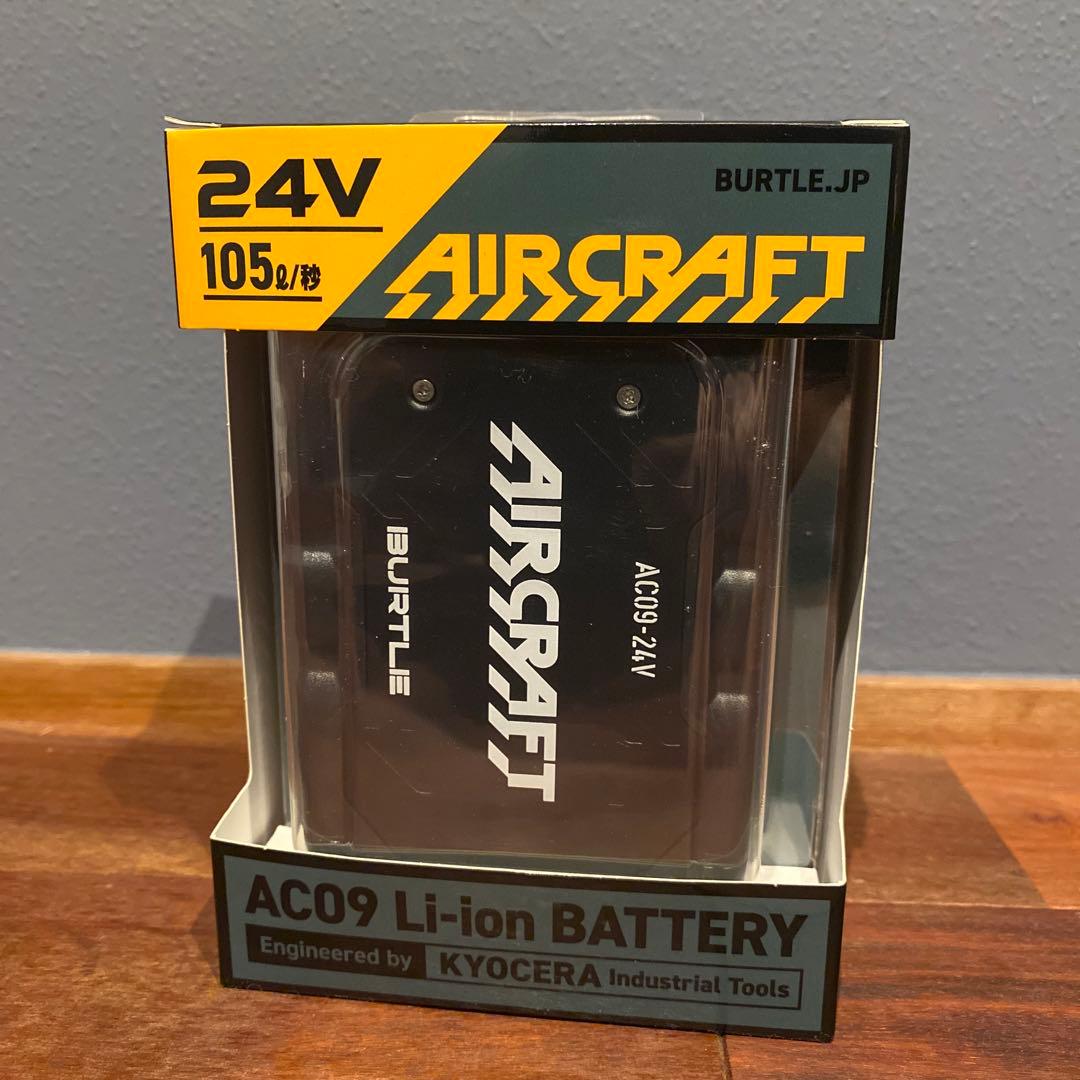 24V
105ℓ/秒
BURTLE.JP
AIRCRAFT
AIRCRAFT
BURTLE
AC09-24V
AC09 Li-ion BATTERY
Engineered by KYOCERA Industrial Tools